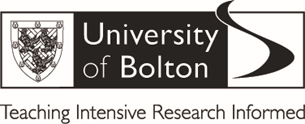 University
of Bolton
Teaching Intensive Research Informed